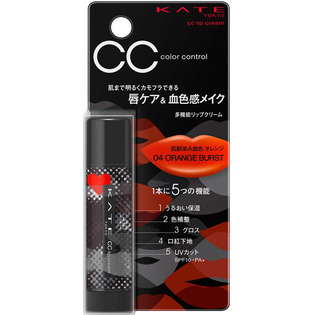 KATE
TOKYO
cc lip cream
CC color control
肌まで明るくカモフラできる
唇ケア&血色感メイク
多機能リップクリーム
肌馴染み血色 オレンジ
04 ORANGE BURST
1本に5つの機能
1 うるおい保湿
2 色補整
3 グロス
4 口紅下地
5 UVカット
SPF10・PA+
KATE CC